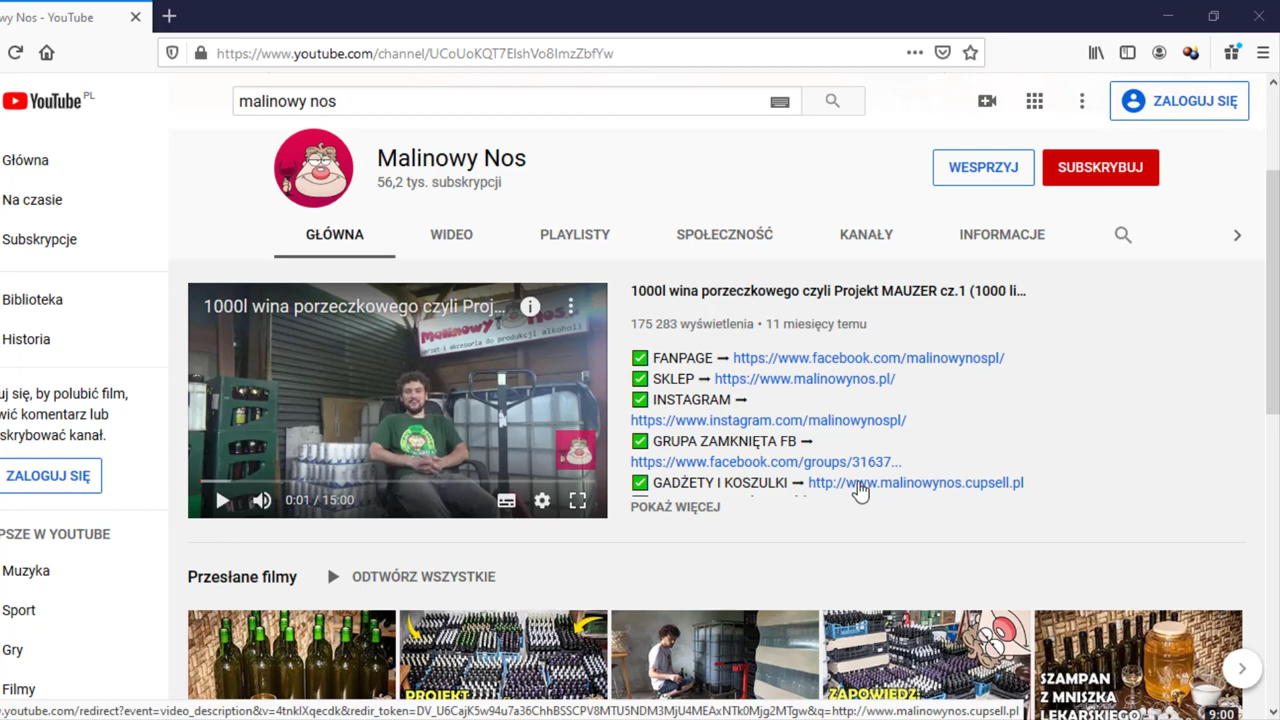 wy Nos - YouTube
https://www.youtube.com/channel/UCoUoKQT7EIshVo8ImzZbfYw
YouTube PL
malinowy nos
ZALOGUJ SIĘ
Główna
Na czasie
Subskrypcje
Biblioteka
Historia
uj się, by polubić film,
wić komentarz lub
skrybować kanał.
ZALOGUJ SIĘ
PSZE W YOUTUBE
Muzyka
Sport
Gry
Filmy
Malinowy Nos
56,2 tys. subskrypcji
WESPRZYJ
SUBSKRYBUJ
GŁÓWNA WIDEO PLAYLISTY SPOŁECZNOŚĆ KANAŁY INFORMACJE
1000l wina porzeczkowego czyli Proj...
Malinowy Nos
alkoholi
0:01 / 15:00
1000l wina porzeczkowego czyli Projekt MAUZER cz.1 (1000 li...
175 283 wyświetlenia • 11 miesięcy temu
✅ FANPAGE ➞ https://www.facebook.com/malinowynospl/
✅ SKLEP ➞ https://www.malinowynos.pl/
✅ INSTAGRAM ➞
https://www.instagram.com/malinowynospl/
✅ GRUPA ZAMKNIĘTA FB ➞
https://www.facebook.com/groups/31637...
✅ GADŻETY I KOSZULKI ➞ http://www.malinowynos.cupsell.pl
POKAŻ WIĘCEJ
Przesłane filmy
ODTWÓRZ WSZYSTKIE
PROJEKT
ZAPOWIEDŹ:
SZAMPAN
Z MNISZKA
LEKARSKIEGO
9:00
v.youtube.com/redirect?event=video_description&v=4tnklXqecdk&redir_token=DV_U6CajK5w94u7a36ChhBSSCPV8MTU5NDM3MjU4MEAxNTk0Mjg2MTgw&q=http://www.malinowynos.cupsell.pl